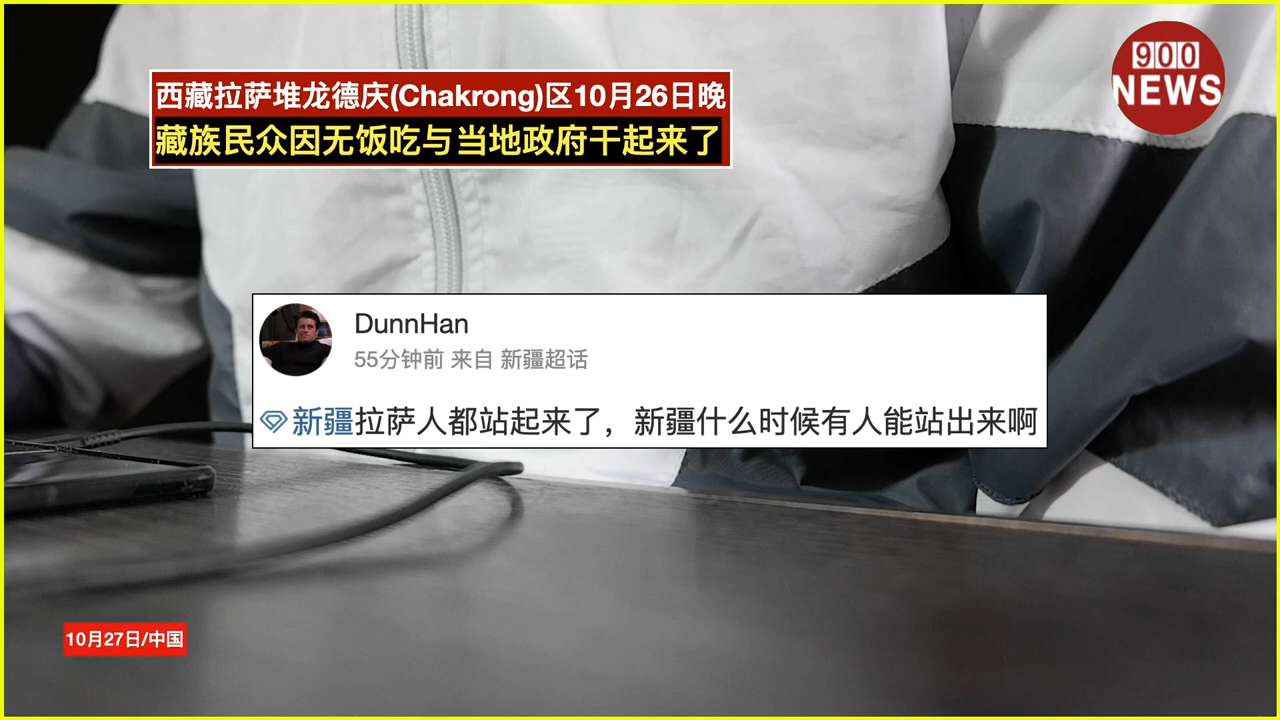 900
NEWS
西藏拉萨堆龙德庆(Chakrong)区10月26日晚
藏族民众因无饭吃与当地政府干起来了
DunnHan
55分钟前 来自 新疆超话
新疆拉萨人都站起来了，新疆什么时候有人能站出来啊
10月27日/中国